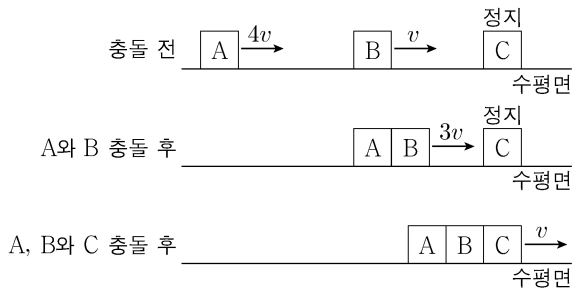 정지
충돌 전 A 4v B v C
수평면
정지
A와 B 충돌 후 A B 3v C
수평면
A, B와 C 충돌 후 A B C v
수평면